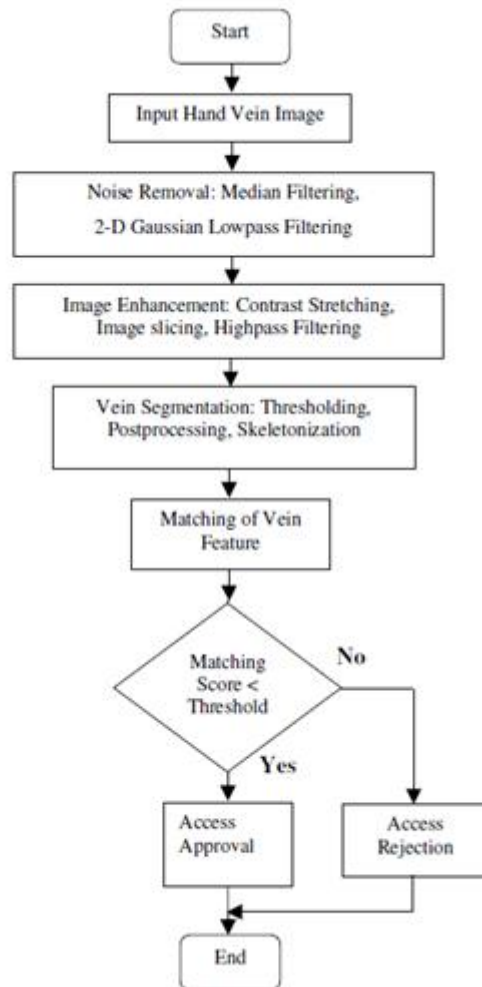 Start
Input Hand Vein Image
Noise Removal: Median Filtering,
2-D Gaussian Lowpass Filtering
Image Enhancement: Contrast Stretching,
Image slicing, Highpass Filtering
Vein Segmentation: Thresholding,
Postprocessing, Skeletonization
Matching of Vein
Feature
Matching
Score <
Threshold
No
Yes
Access
Approval
Access
Rejection
End